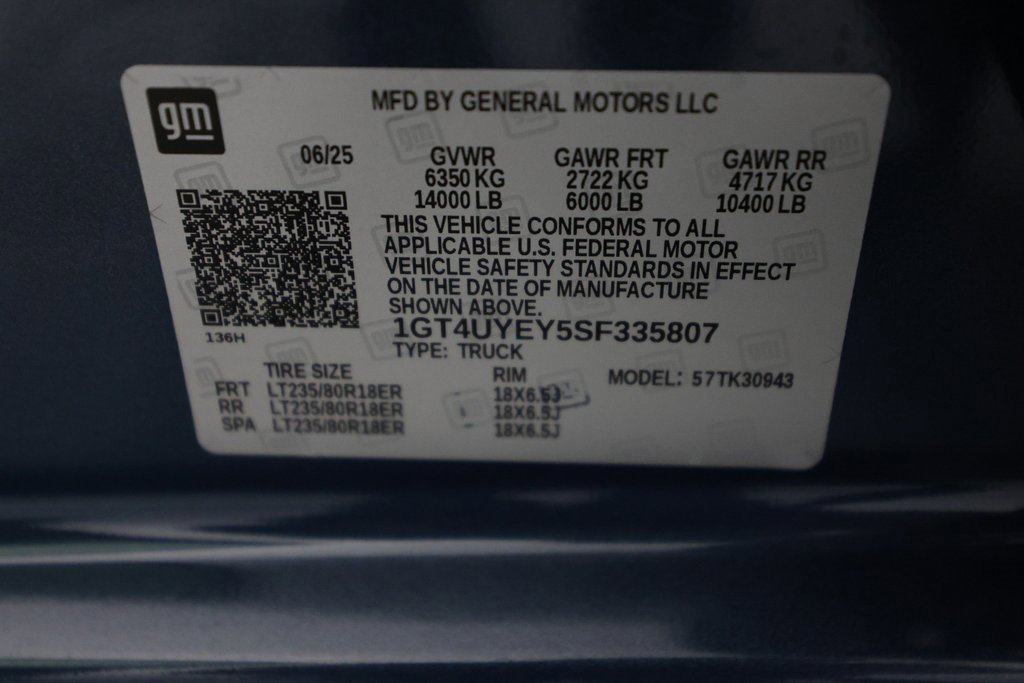 gm
MFD BY GENERAL MOTORS LLC
06/25 GVWR GAWR FRT GAWR RR
6350 KG 2722 KG 4717 KG
14000 LB 6000 LB 10400 LB
THIS VEHICLE CONFORMS TO ALL
APPLICABLE U.S. FEDERAL MOTOR
VEHICLE SAFETY STANDARDS IN EFFECT
ON THE DATE OF MANUFACTURE
SHOWN ABOVE.
1GT4UYEY5SF335807
136H
TYPE: TRUCK
TIRE SIZE RIM MODEL: 57TK30943
FRT LT235/80R18ER 18X6.5J
RR LT235/80R18ER 18X6.5J
SPA LT235/80R18ER 18X6.5J